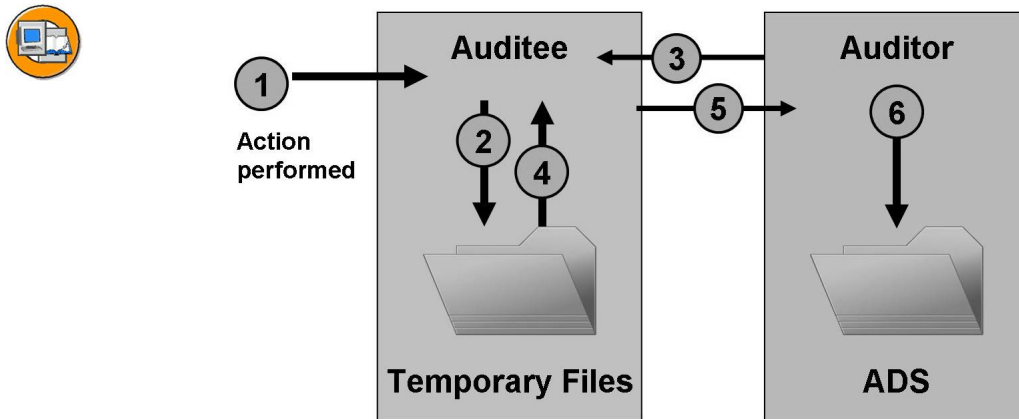 Auditee
Auditor
1
3
5
6
2
4
Action
performed
Temporary Files
ADS